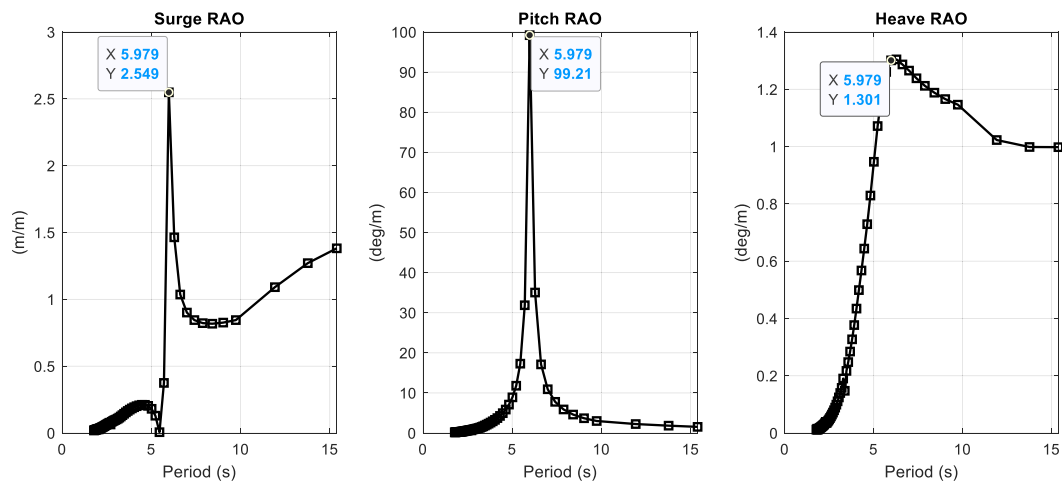 Surge RAO
3
2.5
2
1.5
1
0.5
0
0
5
10
15
(m/m)
Period (s)
X 5.979
Y 2.549
Pitch RAO
100
90
80
70
60
50
40
30
20
10
0
0
5
10
15
(deg/m)
Period (s)
X 5.979
Y 99.21
Heave RAO
1.4
1.2
1
0.8
0.6
0.4
0.2
0
0
5
10
15
(deg/m)
Period (s)
X 5.979
Y 1.301